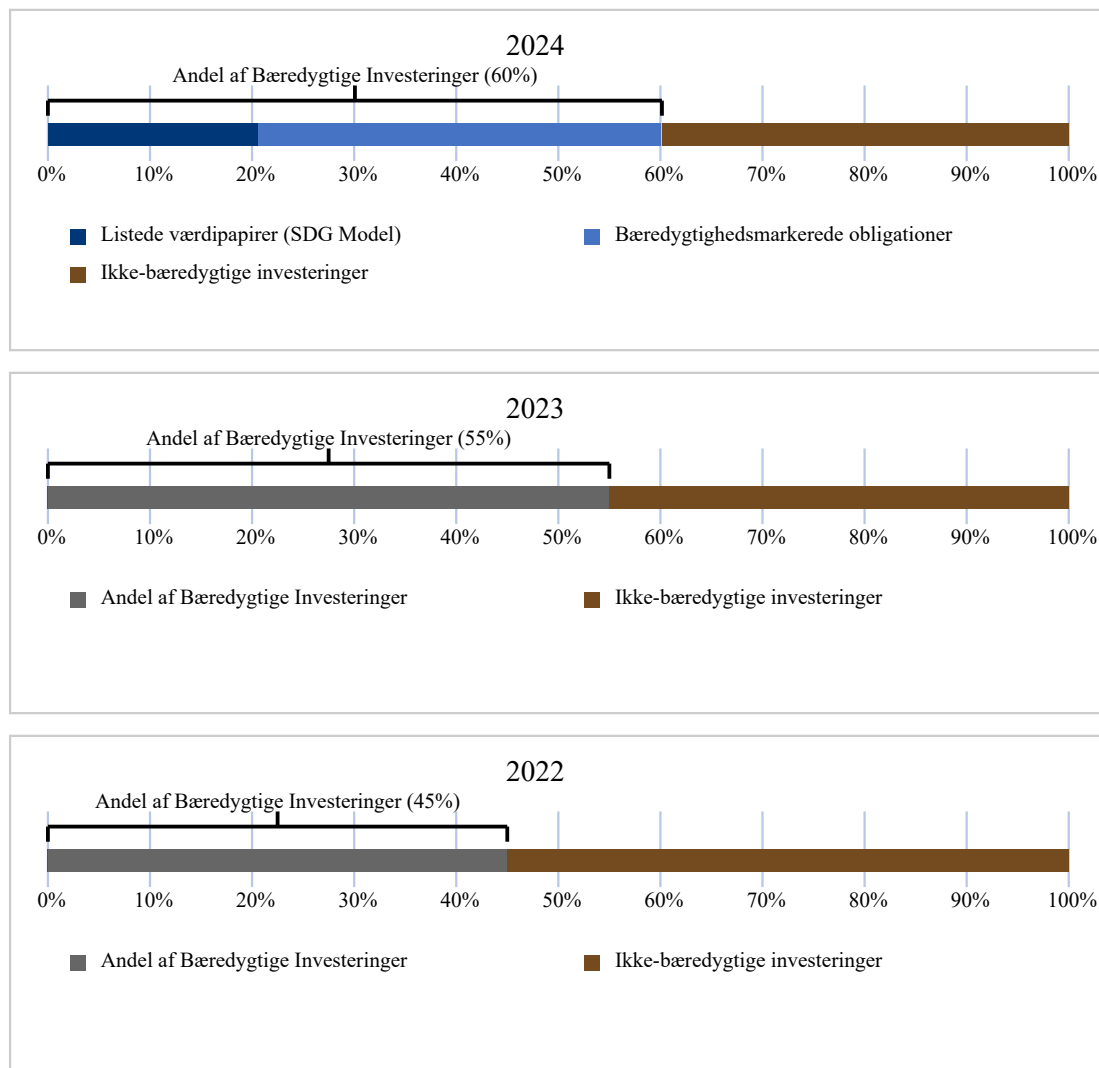 2024
Andel af Bæredygtige Investeringer (60%)
0% 10% 20% 30% 40% 50% 60% 70% 80% 90% 100%
Listede værdipapirer (SDG Model) Bæredygtighedsmarkerede obligationer
Ikke-bæredygtige investeringer
2023
Andel af Bæredygtige Investeringer (55%)
0% 10% 20% 30% 40% 50% 60% 70% 80% 90% 100%
Andel af Bæredygtige Investeringer Ikke-bæredygtige investeringer
2022
Andel af Bæredygtige Investeringer (45%)
0% 10% 20% 30% 40% 50% 60% 70% 80% 90% 100%
Andel af Bæredygtige Investeringer Ikke-bæredygtige investeringer